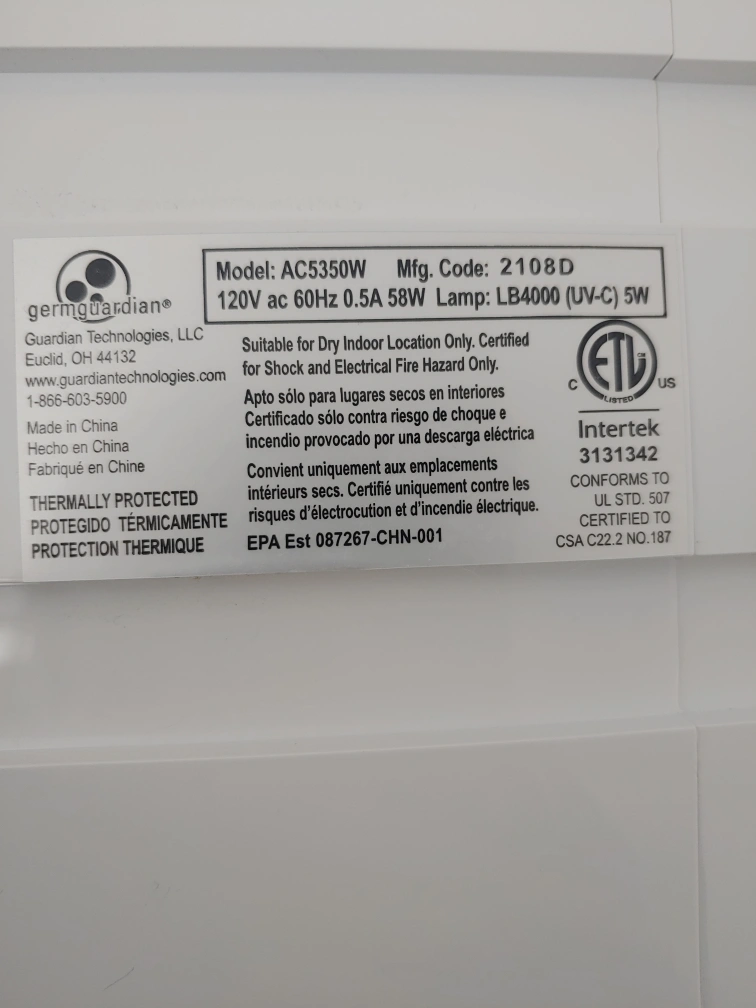 germguardian®
Guardian Technologies, LLC
Euclid, OH 44132
www.guardiantechnologies.com
1-866-603-5900
Made in China
Hecho en China
Fabriqué en Chine
THERMALLY PROTECTED
PROTEGIDO TÉRMICAMENTE
PROTECTION THERMIQUE
Model: AC5350W Mfg. Code: 2108D
120V ac 60Hz 0.5A 58W Lamp: LB4000 (UV-C) 5W
Suitable for Dry Indoor Location Only. Certified
for Shock and Electrical Fire Hazard Only.
Apto sólo para lugares secos en interiores
Certificado sólo contra riesgo de choque e
incendio provocado por una descarga eléctrica
Convient uniquement aux emplacements
intérieurs secs. Certifié uniquement contre les
risques d'électrocution et d'incendie électrique.
EPA Est 087267-CHN-001
ETL CM
C US
LISTED
Intertek
3131342
CONFORMS TO
UL STD. 507
CERTIFIED TO
CSA C22.2 NO.187